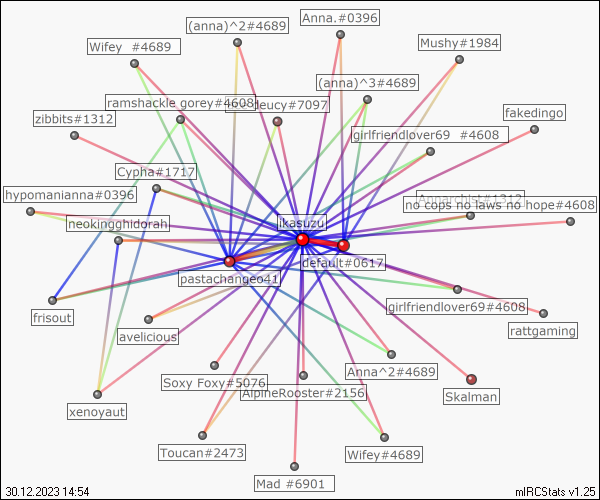 (anna)^2#4689
Anna.#0396
Wifey #4689
Mushy#1984
(anna)^3#4689
ramshackle gorey#4608
leucy#7097
fakedingo
zibbits#1312
girlfriendlover69 #4608
Cypha#1717
hypomanianna#0396
Annarchist#1312
no cops no laws no hope#4608
neokingghidorah
ikasuzu
default#0617
pastachangeo41
frisout
girlfriendlover69#4608
rattgaming
avelicious
Anna^2#4689
Soxy Foxy#5076
AlpineRooster#2156
Skalman
xenoyaut
Toucan#2473
Wifey#4689
Mad #6901
30.12.2023 14:54
mIRCStats v1.25